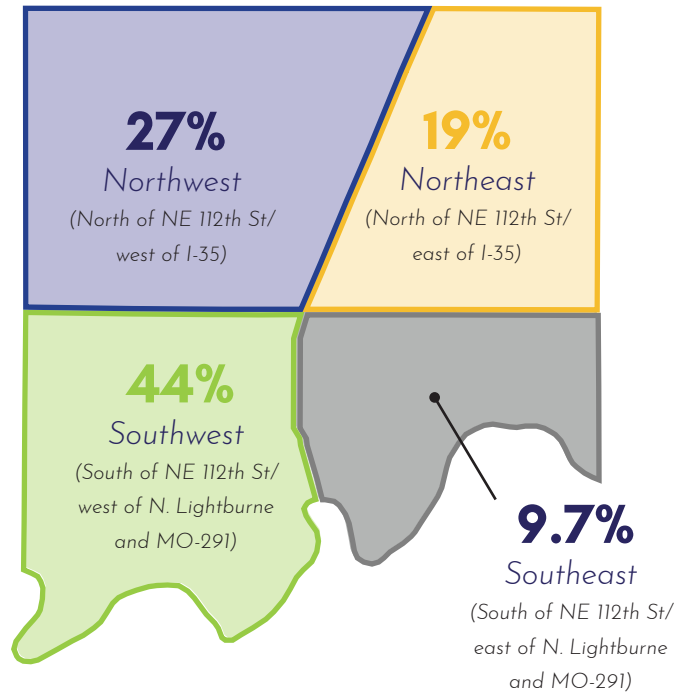 27%
Northwest
(North of NE 112th St/
west of I-35)
19%
Northeast
(North of NE 112th St/
east of I-35)
44%
Southwest
(South of NE 112th St/
west of N. Lightburne
and MO-291)
9.7%
Southeast
(South of NE 112th St/
east of N. Lightburne
and MO-291)